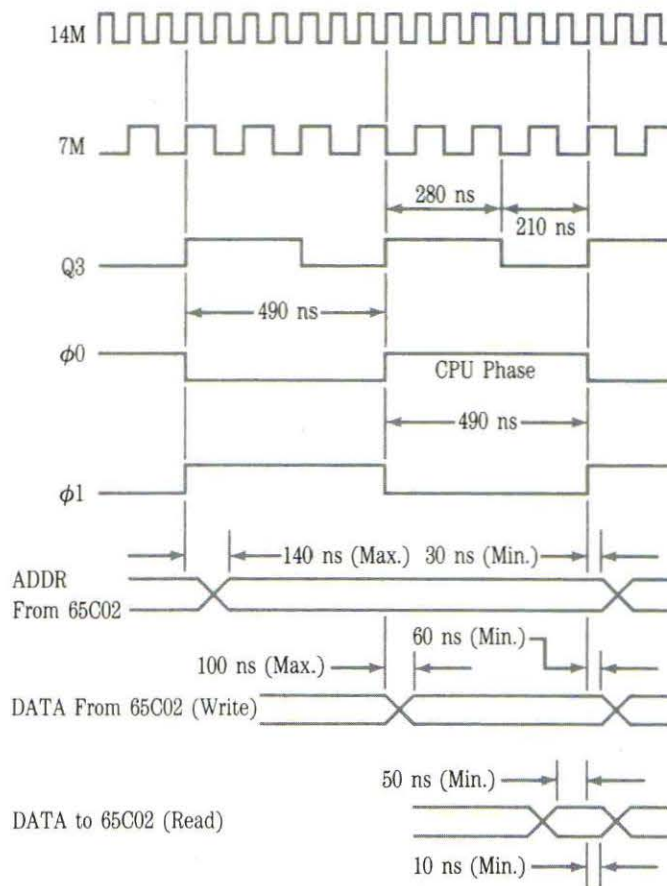 14M
7M
280 ns
210 ns
Q3
490 ns
ϕ0
CPU Phase
490 ns
ϕ1
140 ns (Max.) 30 ns (Min.)
ADDR
From 65C02
60 ns (Min.)
100 ns (Max.)
DATA From 65C02 (Write)
50 ns (Min.)
DATA to 65C02 (Read)
10 ns (Min.)